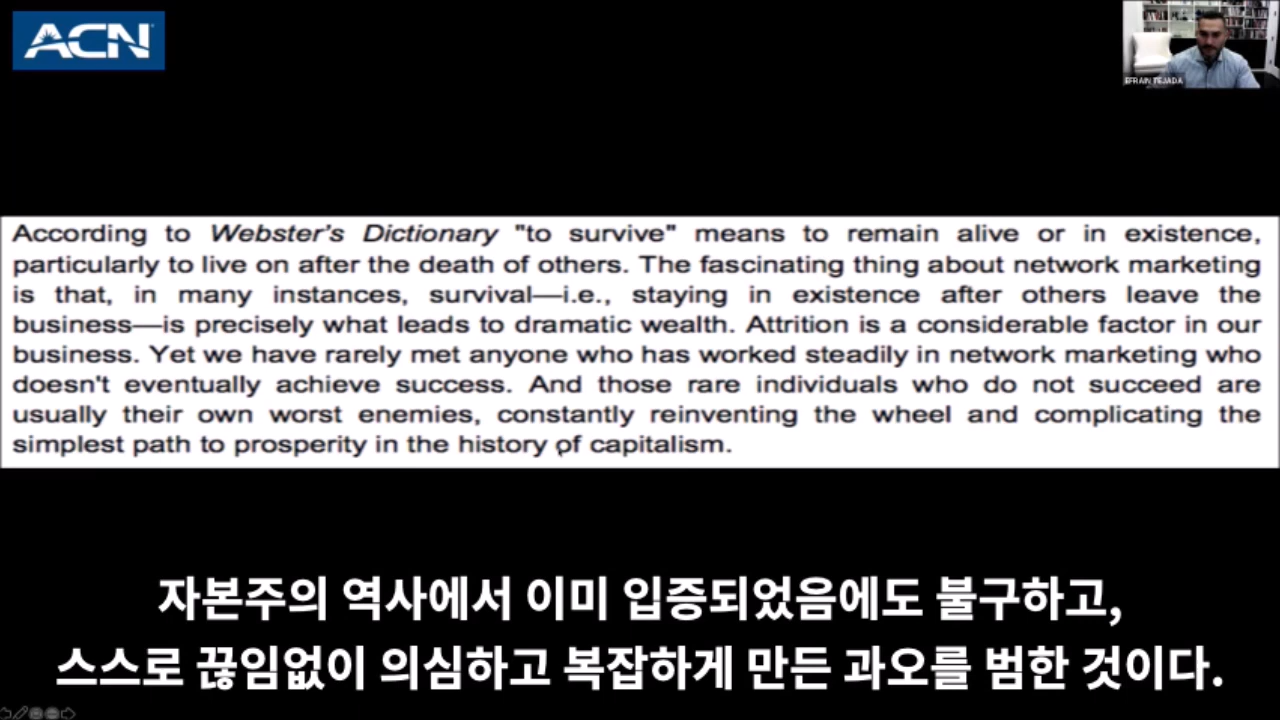 ACN
EFRAIN TEJADA
According to Webster's Dictionary "to survive" means to remain alive or in existence,
particularly to live on after the death of others. The fascinating thing about network marketing
is that, in many instances, survival—i.e., staying in existence after others leave the
business—is precisely what leads to dramatic wealth. Attrition is a considerable factor in our
business. Yet we have rarely met anyone who has worked steadily in network marketing who
doesn't eventually achieve success. And those rare individuals who do not succeed are
usually their own worst enemies, constantly reinventing the wheel and complicating the
simplest path to prosperity in the history of capitalism.
자본주의 역사에서 이미 입증되었음에도 불구하고,
스스로 끊임없이 의심하고 복잡하게 만든 과오를 범한 것이다.